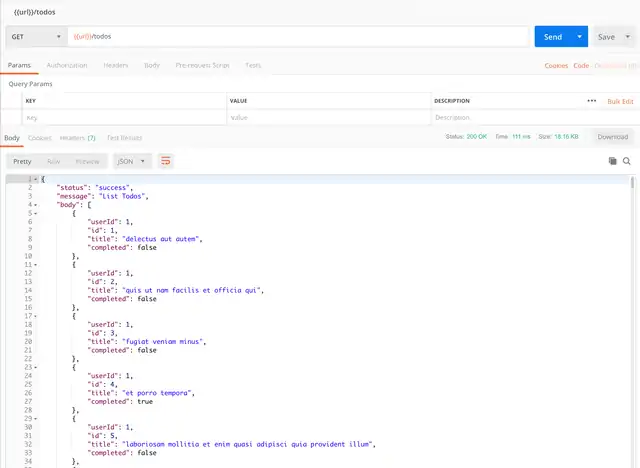 {{url}}/todos
GET {{url}}/todos Send Save
Params Authorization Headers Body Pre-request Script Tests Cookies Code
Query Params
KEY VALUE DESCRIPTION ••• Bulk Edit
Key Value Description
Body Cookies Headers (7) Test Results Status: 200 OK Time: 111 ms Size: 18.16 KB Download
Pretty Raw Preview JSON
1 {
2 "status": "success",
3 "message": "List Todos",
4 "body": [
5 {
6 "userId": 1,
7 "id": 1,
8 "title": "delectus aut autem",
9 "completed": false
10 },
11 {
12 "userId": 1,
13 "id": 2,
14 "title": "quis ut nam facilis et officia qui",
15 "completed": false
16 },
17 {
18 "userId": 1,
19 "id": 3,
20 "title": "fugiat veniam minus",
21 "completed": false
22 },
23 {
24 "userId": 1,
25 "id": 4,
26 "title": "et porro tempora",
27 "completed": true
28 },
29 {
30 "userId": 1,
31 "id": 5,
32 "title": "laboriosam mollitia et enim quasi adipisci quia provident illum",
33 "completed": false
34 },